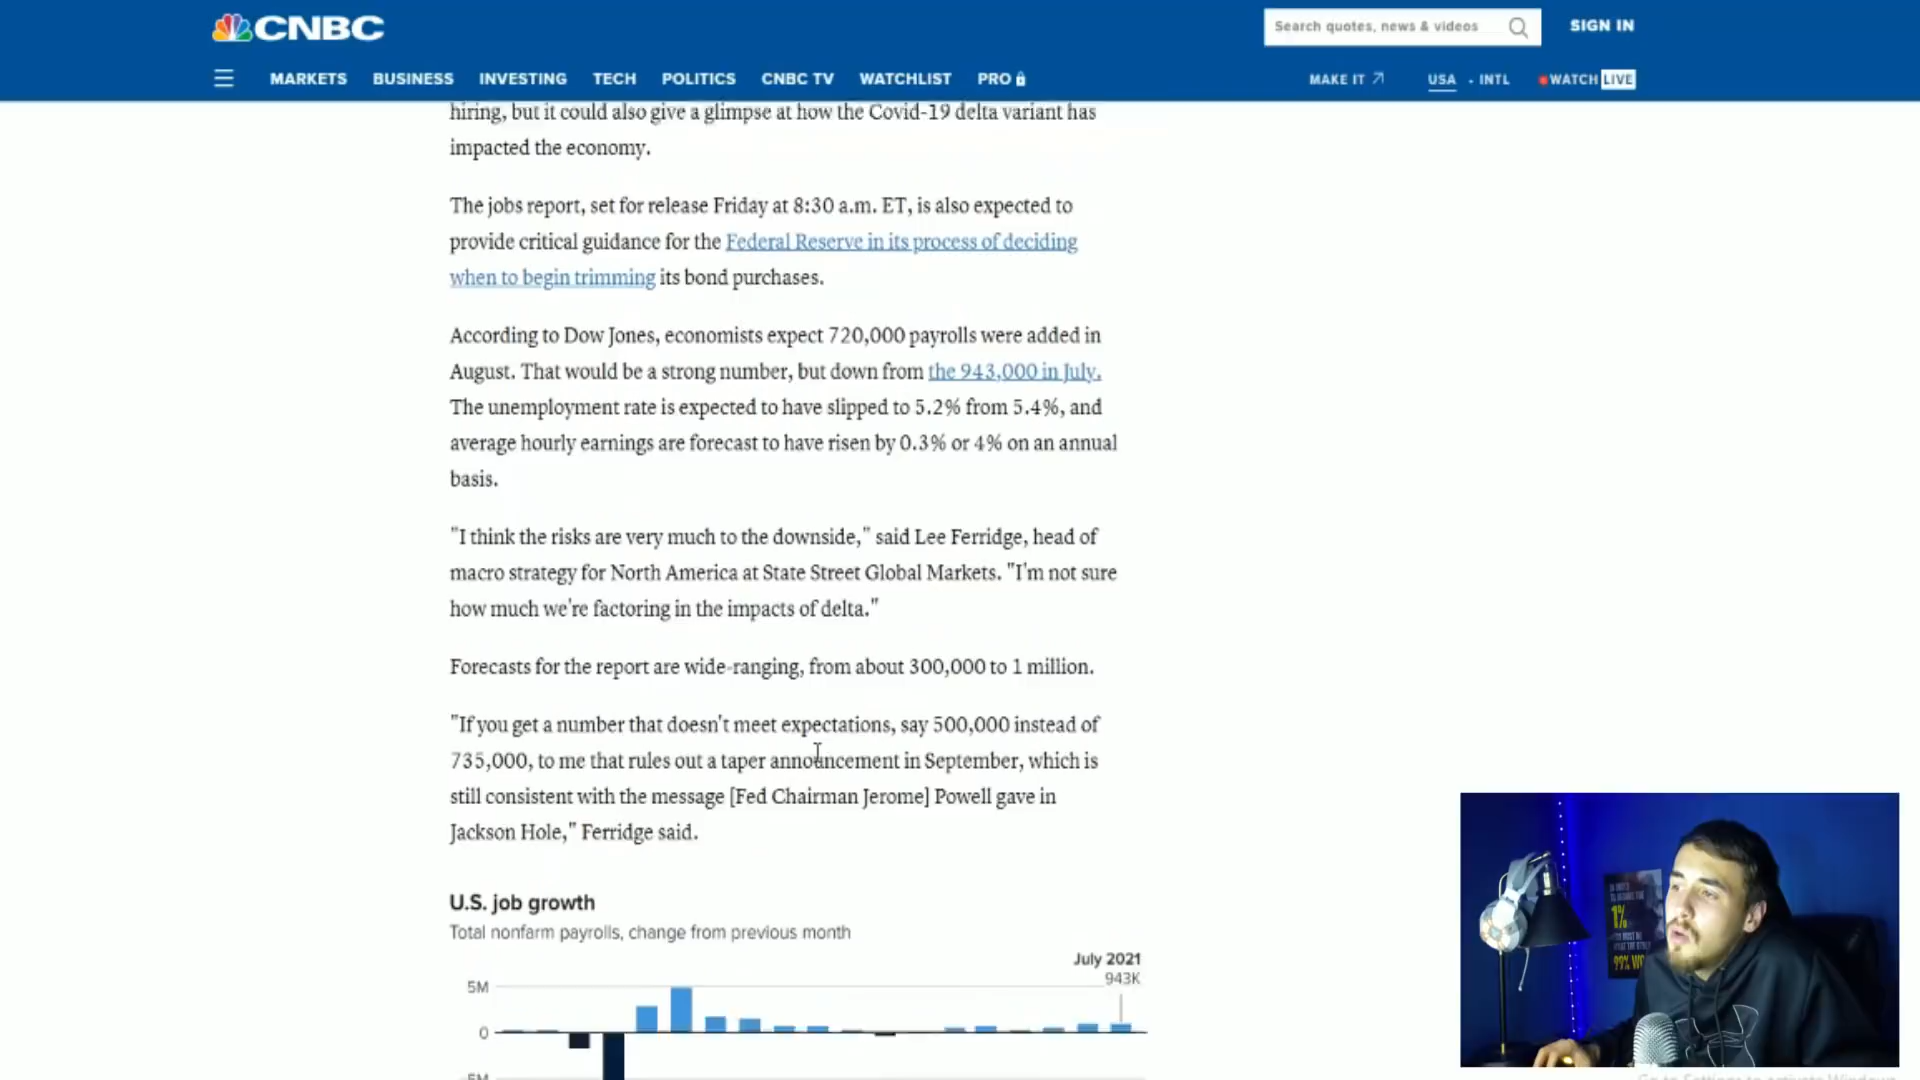 CNBC
Search quotes, news & videos
SIGN IN
MARKETS BUSINESS INVESTING TECH POLITICS CNBC TV WATCHLIST PRO
MAKE IT USA • INTL WATCH LIVE
hiring, but it could also give a glimpse at how the Covid-19 delta variant has
impacted the economy.
The jobs report, set for release Friday at 8:30 a.m. ET, is also expected to
provide critical guidance for the Federal Reserve in its process of deciding
when to begin trimming its bond purchases.
According to Dow Jones, economists expect 720,000 payrolls were added in
August. That would be a strong number, but down from the 943,000 in July.
The unemployment rate is expected to have slipped to 5.2% from 5.4%, and
average hourly earnings are forecast to have risen by 0.3% or 4% on an annual
basis.
"I think the risks are very much to the downside," said Lee Ferridge, head of
macro strategy for North America at State Street Global Markets. "I'm not sure
how much we're factoring in the impacts of delta."
Forecasts for the report are wide-ranging, from about 300,000 to 1 million.
"If you get a number that doesn't meet expectations, say 500,000 instead of
735,000, to me that rules out a taper announcement in September, which is
still consistent with the message [Fed Chairman Jerome] Powell gave in
Jackson Hole," Ferridge said.
U.S. job growth
Total nonfarm payrolls, change from previous month
July 2021
943K
5M
0
1%
99%